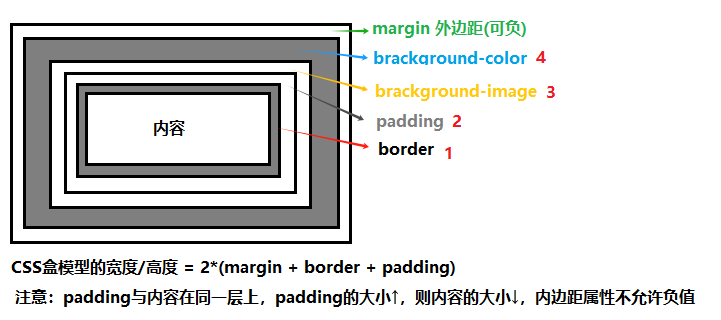 margin 外边距(可负)
brackground-color 4
brackground-image 3
padding 2
内容
border 1
CSS盒模型的宽度/高度 = 2*(margin + border + padding)
注意：padding与内容在同一层上，padding的大小↑，则内容的大小↓，内边距属性不允许负值